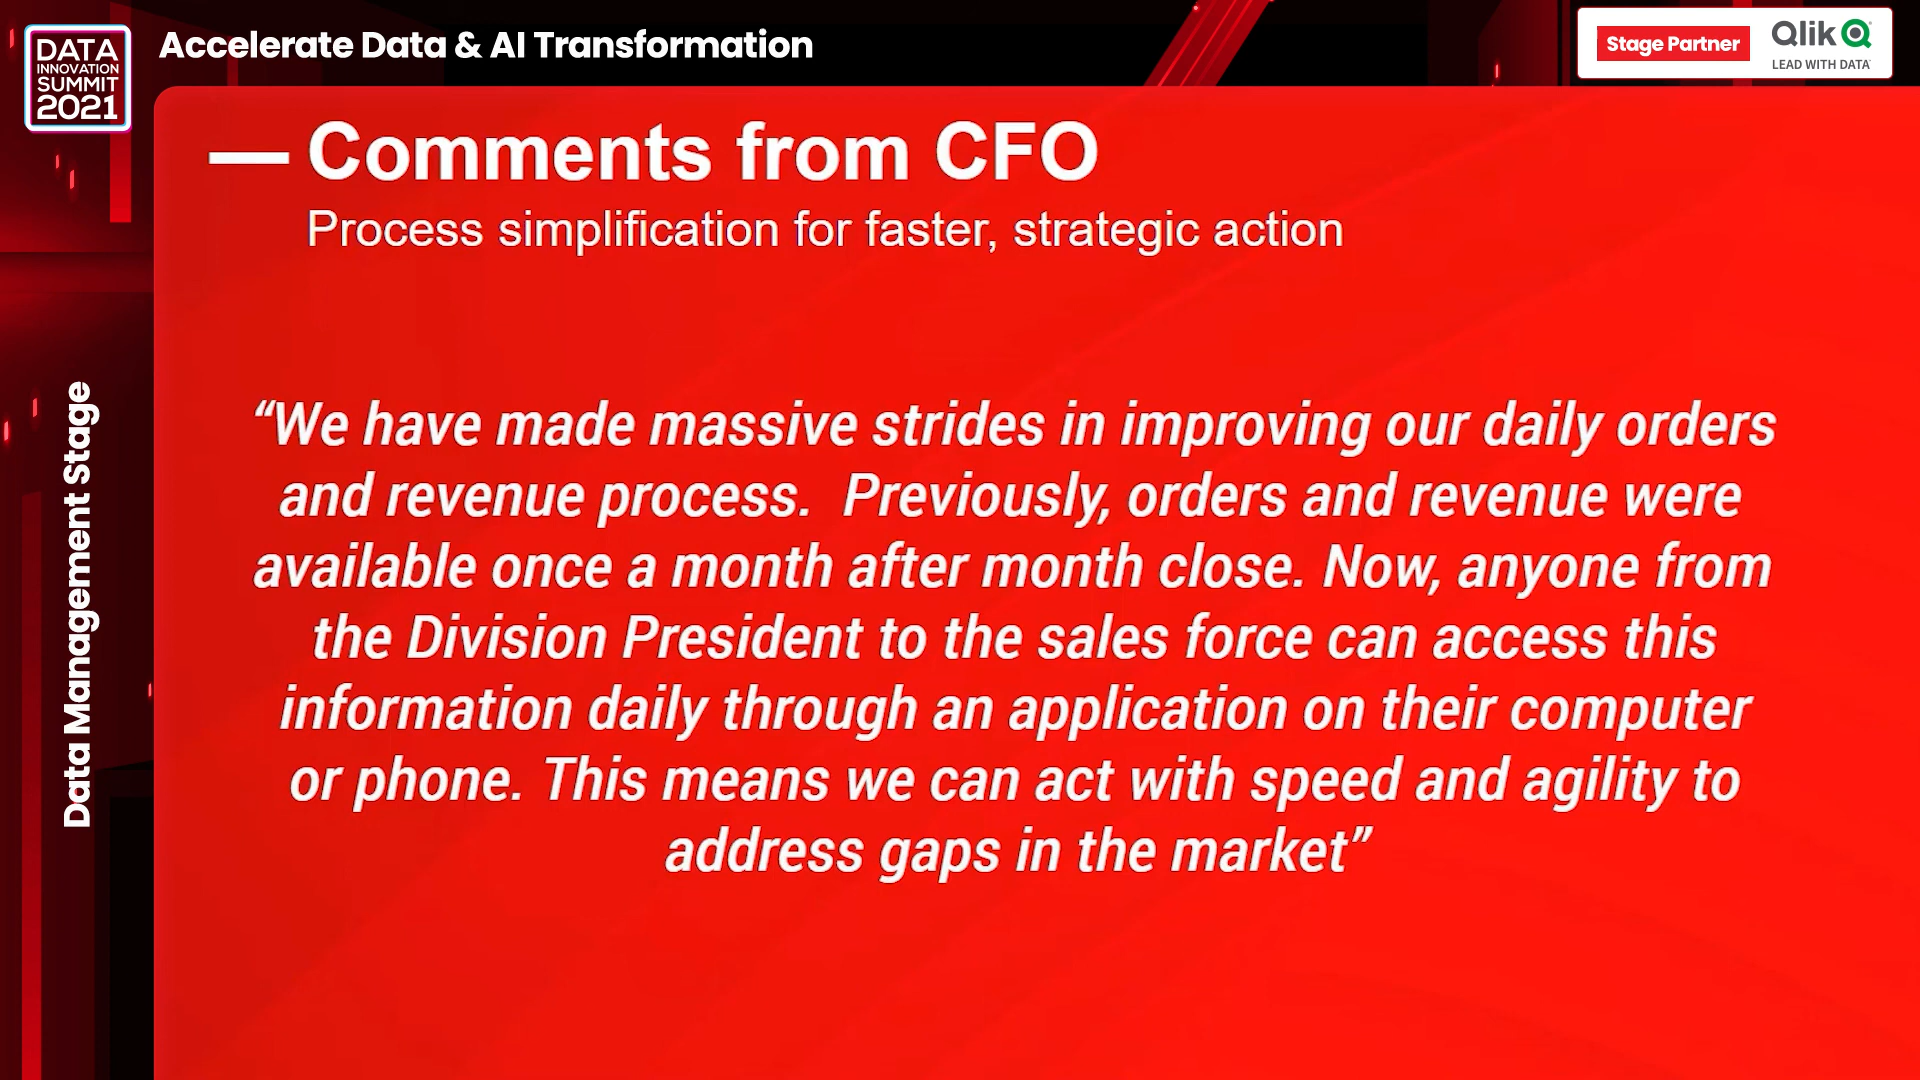 DATA
INNOVATION
SUMMIT
2021
Accelerate Data & AI Transformation
Stage Partner
Qlik
LEAD WITH DATA
Data Management Stage
— Comments from CFO
Process simplification for faster, strategic action
“We have made massive strides in improving our daily orders
and revenue process.  Previously, orders and revenue were
available once a month after month close. Now, anyone from
the Division President to the sales force can access this
information daily through an application on their computer
or phone. This means we can act with speed and agility to
address gaps in the market”